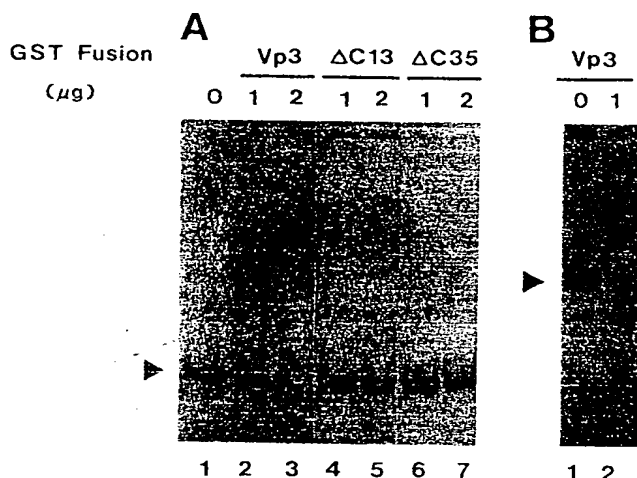 A
B
GST Fusion
Vp3 ΔC13 ΔC35
Vp3
(μg)
0 1 2 1 2 1 2
0 1
1 2 3 4 5 6 7
1 2